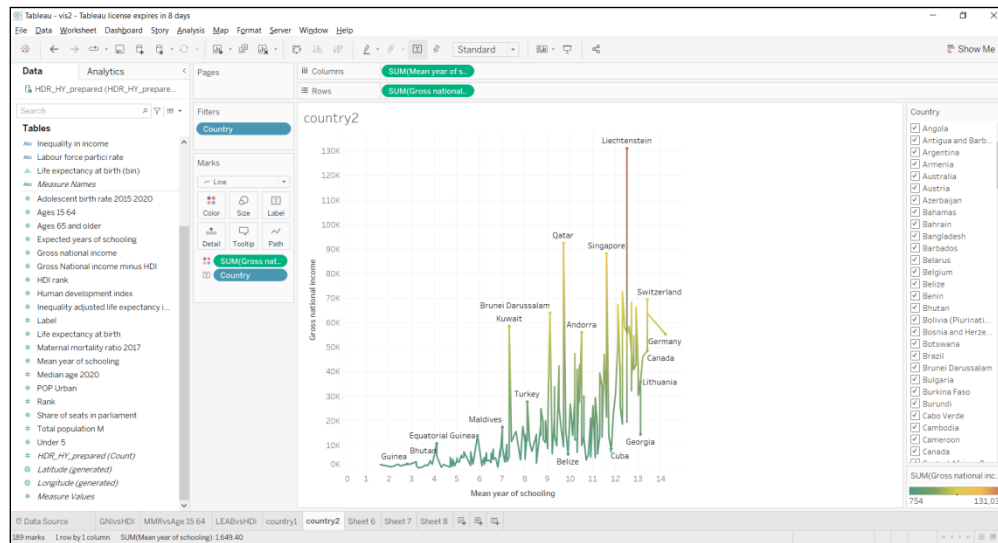 Tableau - vis2 - Tableau license expires in 8 days
File Data Worksheet Dashboard Story Analysis Map Format Server Window Help
Standard
Show Me
Data Analytics
HDR_HY_prepared (HDR_HY_prepare...
Search
Tables
Abc Inequality in income
Abc Labour force partici rate
Life expectancy at birth (bin)
Abc Measure Names
Adolescent birth rate 2015 2020
Ages 15 64
Ages 65 and older
Expected years of schooling
Gross national income
Gross National income minus HDI
HDI rank
Human development index
Inequality adjusted life expectancy i...
Label
Life expectancy at birth
Maternal mortality ratio 2017
Mean year of schooling
Median age 2020
POP Urban
Rank
Share of seats in parliament
Total population M
Under 5
HDR_HY_prepared (Count)
Latitude (generated)
Longitude (generated)
Measure Values
Pages
Filters
Country
Marks
Line
Color Size Label
Detail Tooltip Path
SUM(Gross nat..
Country
Columns SUM(Mean year of s..
Rows SUM(Gross national..
country2
Gross national income
130K
120K
110K
100K
90K
80K
70K
60K
50K
40K
30K
20K
10K
0K
Liechtenstein
Qatar
Singapore
Switzerland
Brunei Darussalam
Kuwait
Andorra
Germany
Canada
Lithuania
Turkey
Maldives
Equatorial Guinea
Georgia
Bhutan
Guinea
Belize
Cuba
0 1 2 3 4 5 6 7 8 9 10 11 12 13 14
Mean year of schooling
Country
Angola
Antigua and Barb...
Argentina
Armenia
Australia
Austria
Azerbaijan
Bahamas
Bahrain
Bangladesh
Barbados
Belarus
Belgium
Belize
Benin
Bhutan
Bolivia (Plurinati...
Bosnia and Herze...
Botswana
Brazil
Brunei Darussalam
Bulgaria
Burkina Faso
Burundi
Cabo Verde
Cambodia
Cameroon
Canada
SUM(Gross national inc...
754 131,03
Data Source GNIvsHDI MMRvsAge 15 64 LEABvsHDI country1 country2 Sheet 6 Sheet 7 Sheet 8
189 marks 1 row by 1 column SUM(Mean year of schooling): 1,649.40